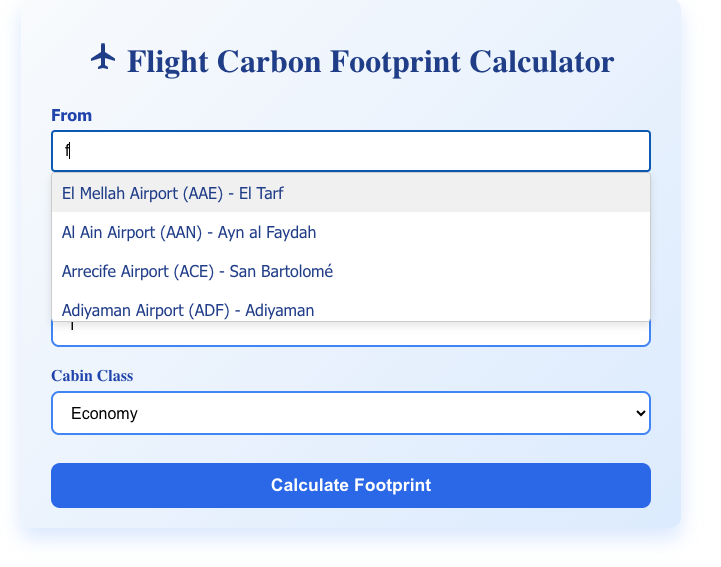 Flight Carbon Footprint Calculator
From
f
El Mellah Airport (AAE) - El Tarf
Al Ain Airport (AAN) - Ayn al Faydah
Arrecife Airport (ACE) - San Bartolomé
Adiyaman Airport (ADF) - Adiyaman
Cabin Class
Economy
Calculate Footprint